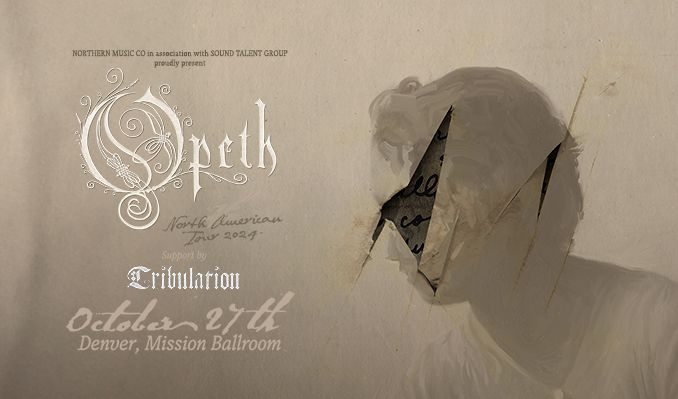 NORTHERN MUSIC CO in association with SOUND TALENT GROUP
proudly present
Opeth
North American
Tour 2024
Support by
Tribulation
October 27th
Denver, Mission Ballroom